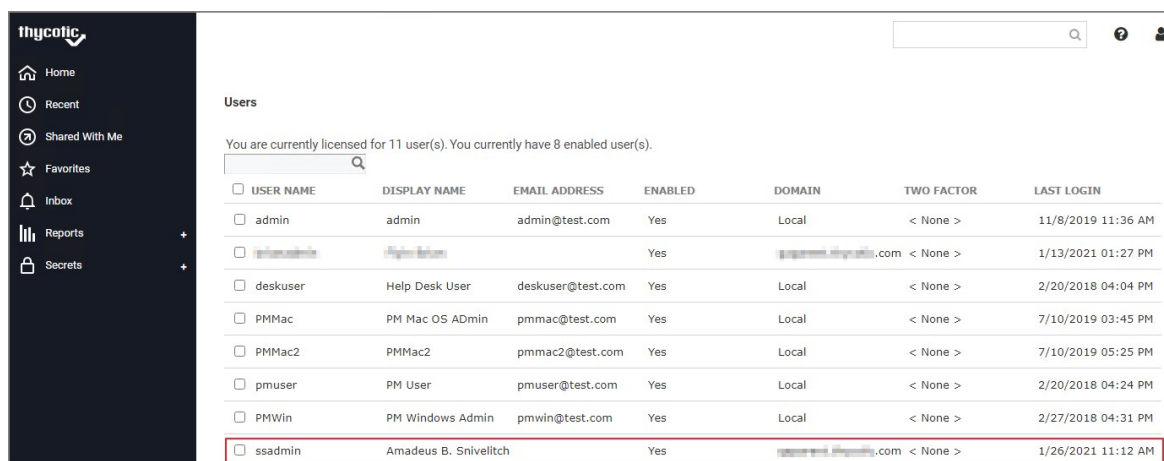 thycotic
Home
Recent
Shared With Me
Favorites
Inbox
Reports +
Secrets +
Users
You are currently licensed for 11 user(s). You currently have 8 enabled user(s).
USER NAME DISPLAY NAME EMAIL ADDRESS ENABLED DOMAIN TWO FACTOR LAST LOGIN
admin admin admin@test.com Yes Local < None > 11/8/2019 11:36 AM
Yes .com < None > 1/13/2021 01:27 PM
deskuser Help Desk User deskuser@test.com Yes Local < None > 2/20/2018 04:04 PM
PMMac PM Mac OS ADmin pmmac@test.com Yes Local < None > 7/10/2019 03:45 PM
PMMac2 PMMac2 pmmac2@test.com Yes Local < None > 7/10/2019 05:25 PM
pmuser PM User pmuser@test.com Yes Local < None > 2/20/2018 04:24 PM
PMWin PM Windows Admin pmwin@test.com Yes Local < None > 2/27/2018 04:31 PM
ssadmin Amadeus B. Snivelitch Yes .com < None > 1/26/2021 11:12 AM